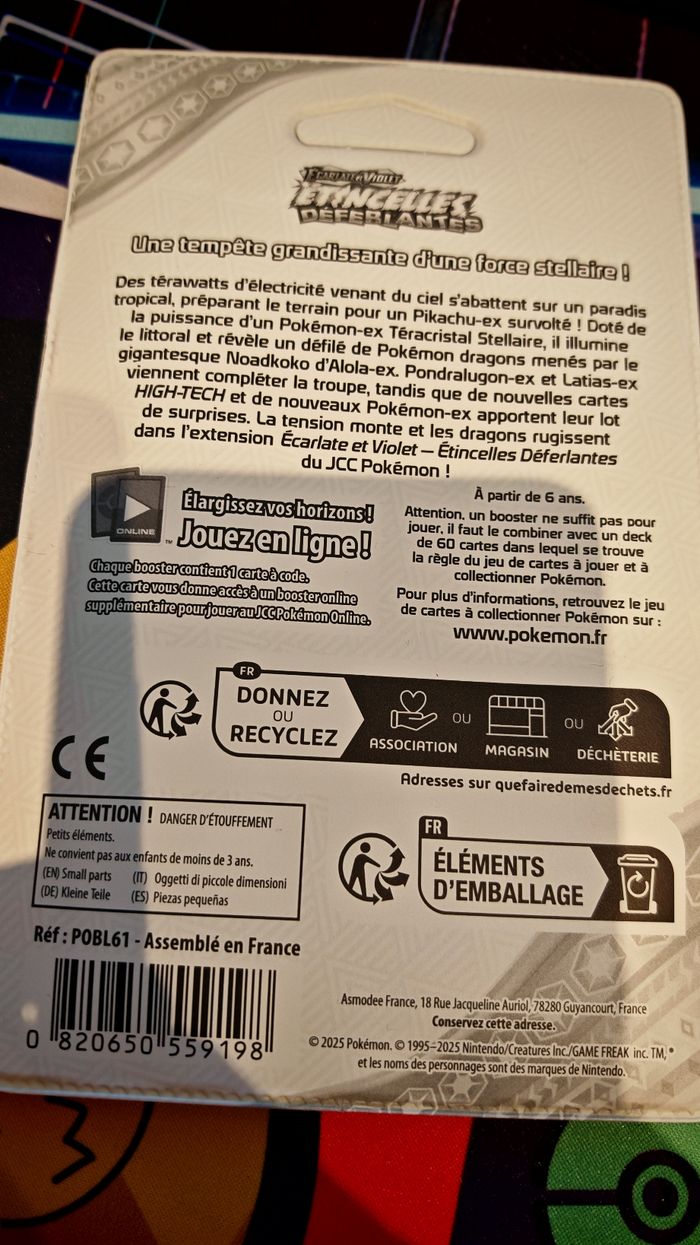 ÉCARLATE ET VIOLET
ÉTINCELLES
DÉFERLANTES
Une tempête grandissante d'une force stellaire !
Des térawatts d'électricité venant du ciel s'abattent sur un paradis
tropical, préparant le terrain pour un Pikachu-ex survolté ! Doté de
la puissance d'un Pokémon-ex Téracristal Stellaire, il illumine
le littoral et révèle un défilé de Pokémon dragons menés par le
gigantesque Noadkoko d'Alola-ex. Pondralugon-ex et Latias-ex
viennent compléter la troupe, tandis que de nouvelles cartes
HIGH-TECH et de nouveaux Pokémon-ex apportent leur lot
de surprises. La tension monte et les dragons rugissent
dans l'extension Écarlate et Violet – Étincelles Déferlantes
du JCC Pokémon !
ONLINE
TM
Élargissez vos horizons !
Jouez en ligne !
Chaque booster contient 1 carte à code.
Cette carte vous donne accès à un booster online
supplémentaire pour jouer au JCC Pokémon Online.
À partir de 6 ans.
Attention, un booster ne suffit pas pour
jouer, il faut le combiner avec un deck
de 60 cartes dans lequel se trouve
la règle du jeu de cartes à jouer et à
collectionner Pokémon.
Pour plus d'informations, retrouvez le jeu
de cartes à collectionner Pokémon sur :
www.pokemon.fr
FR
DONNEZ
OU
RECYCLEZ
ASSOCIATION
OU
MAGASIN
OU
DÉCHÈTERIE
Adresses sur quefairedemesdechets.fr
CE
ATTENTION ! DANGER D'ÉTOUFFEMENT
Petits éléments.
Ne convient pas aux enfants de moins de 3 ans.
(EN) Small parts (IT) Oggetti di piccole dimensioni
(DE) Kleine Teile (ES) Piezas pequeñas
FR
ÉLÉMENTS
D'EMBALLAGE
Réf : POBL61 - Assemblé en France
0 820650 559198
Asmodee France, 18 Rue Jacqueline Auriol, 78280 Guyancourt, France
Conservez cette adresse.
© 2025 Pokémon. © 1995–2025 Nintendo/Creatures Inc./GAME FREAK inc. TM, ®
et les noms des personnages sont des marques de Nintendo.